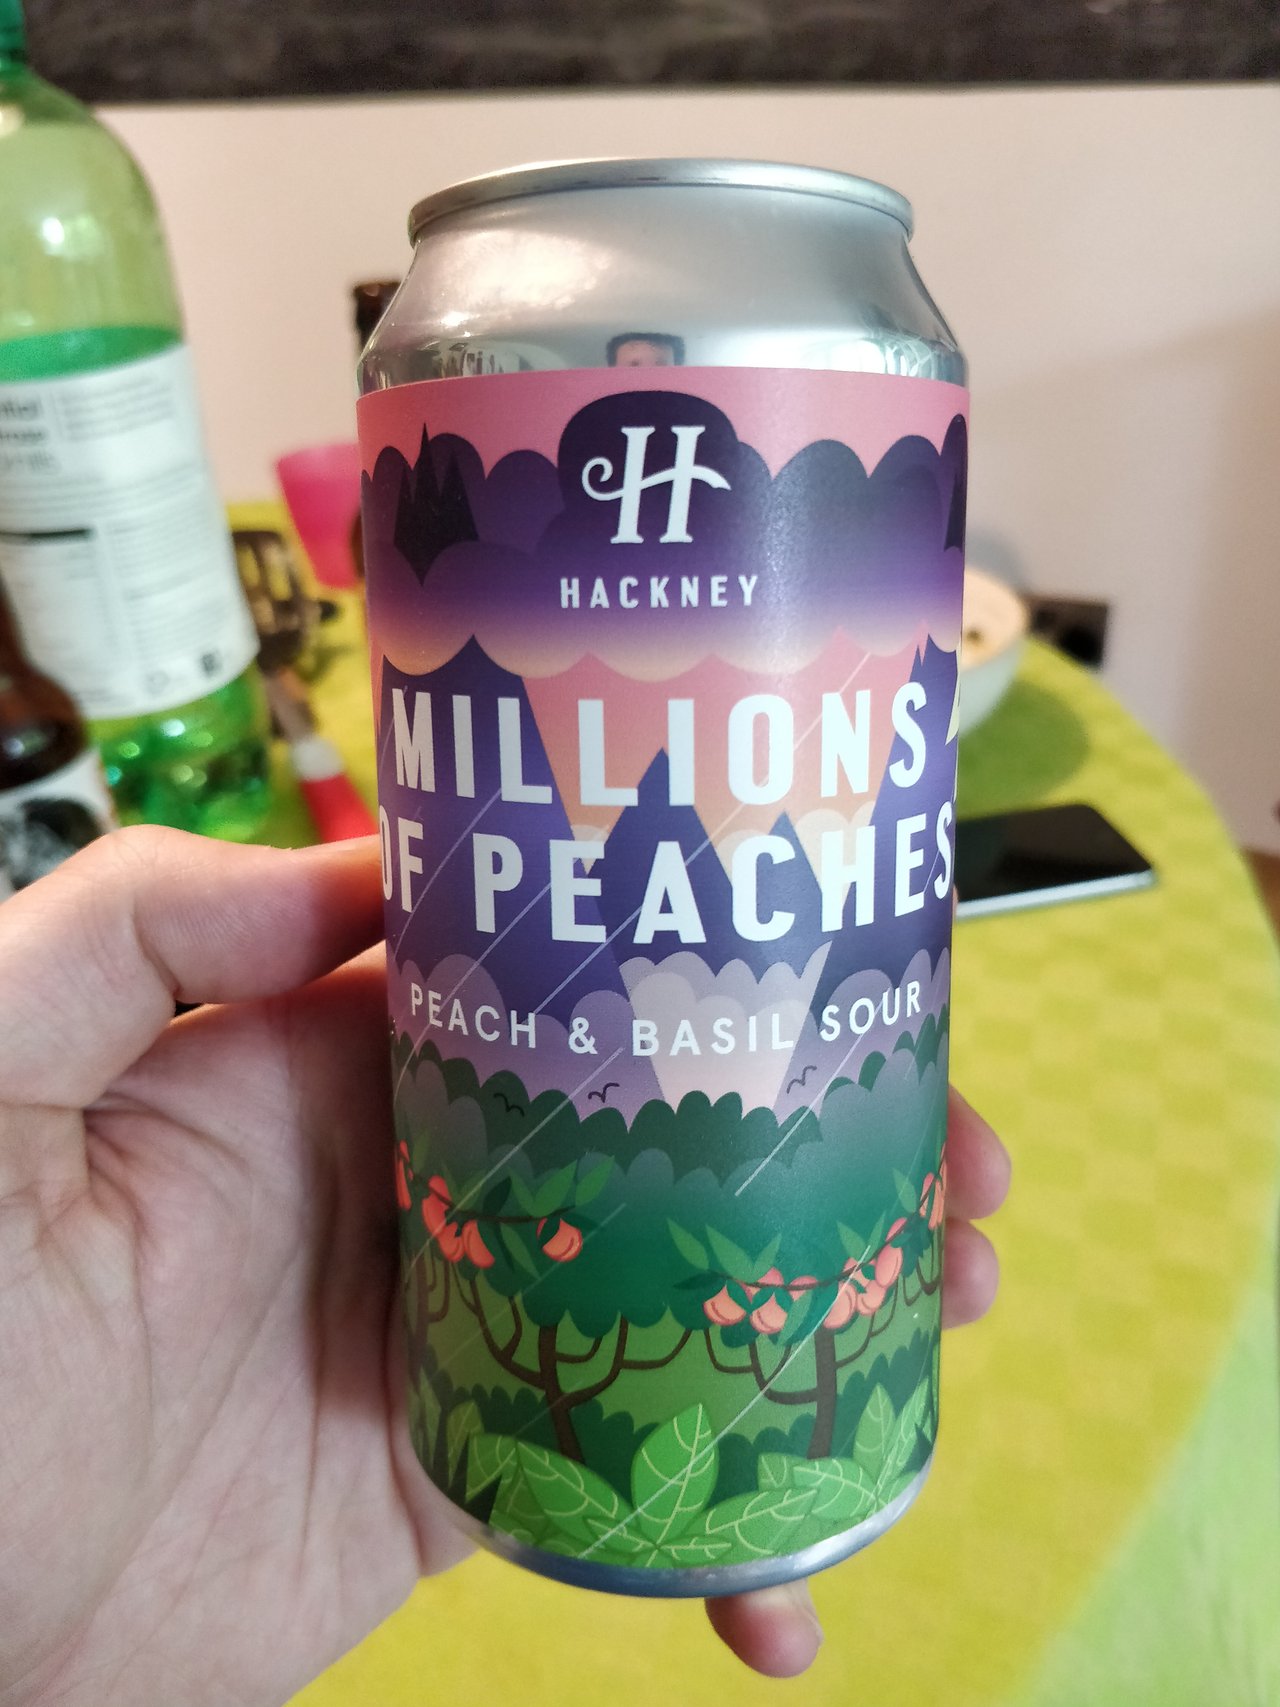 H
HACKNEY
MILLIONS
OF PEACHES
PEACH & BASIL SOUR